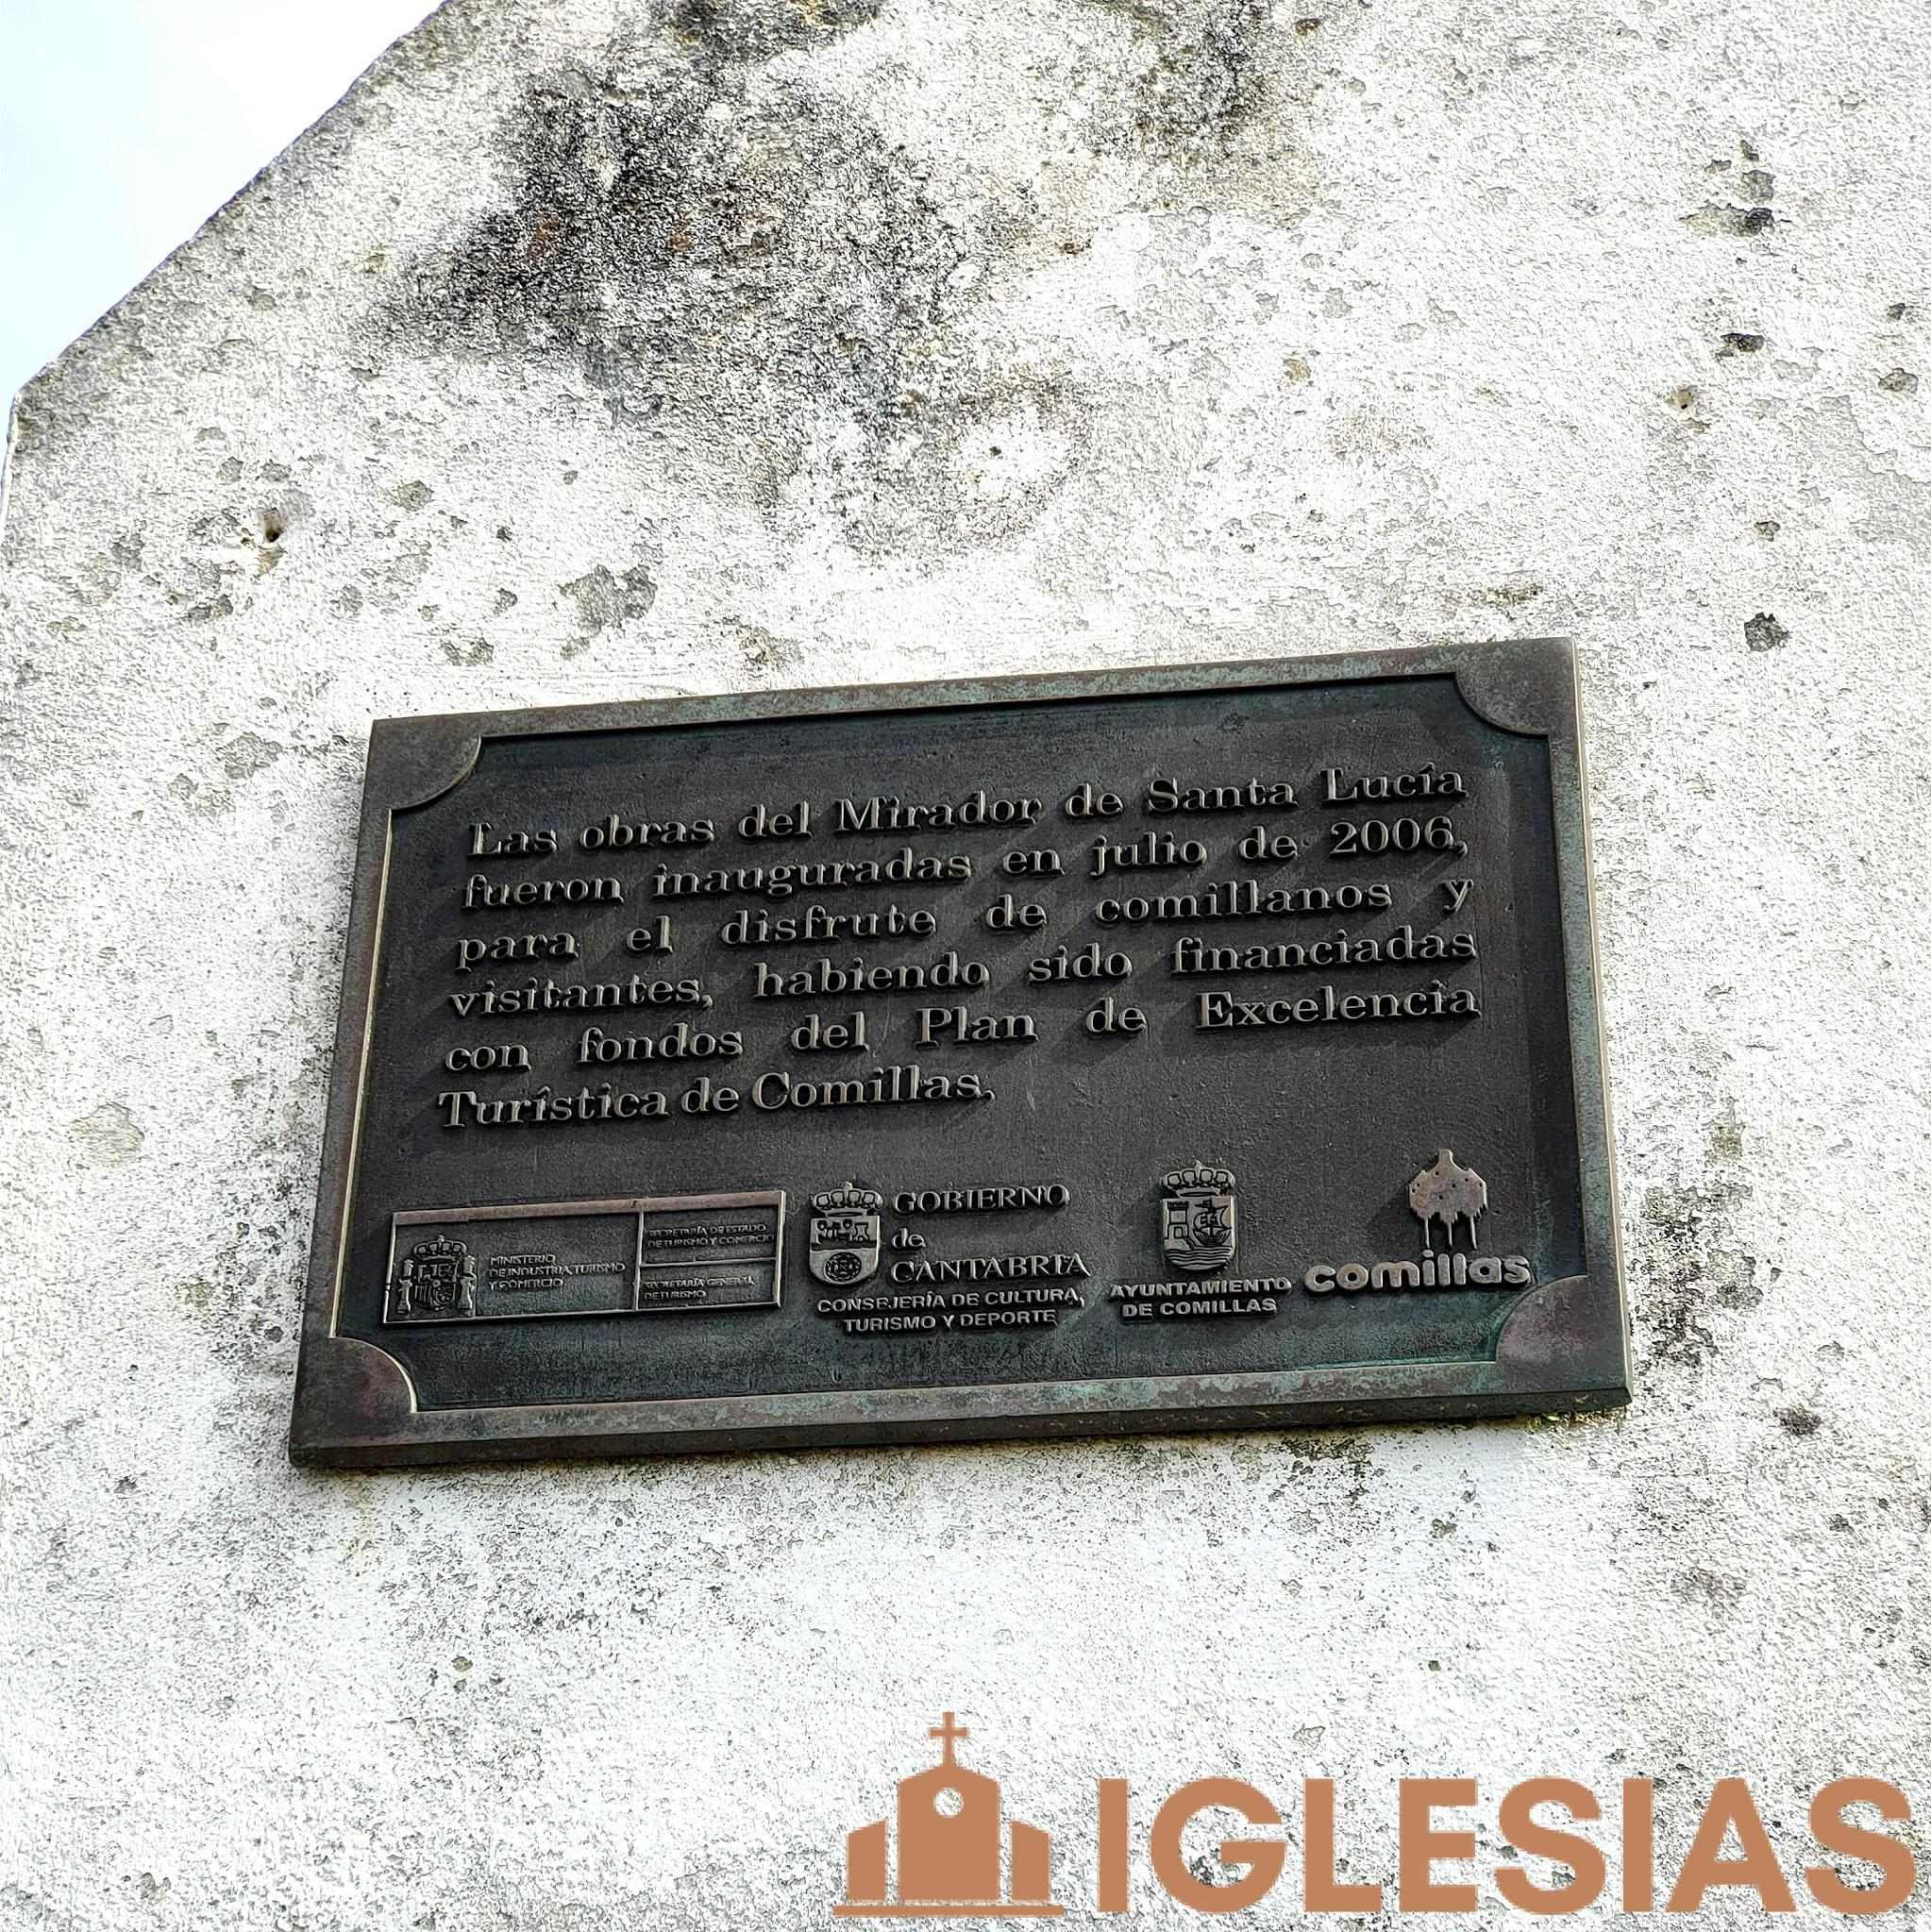 Las obras del Mirador de Santa Lucía
fueron inauguradas en julio de 2006,
para el disfrute de comillanos y
visitantes, habiendo sido financiadas
con fondos del Plan de Excelencia
Turística de Comillas.
MINISTERIO
DE INDUSTRIA, TURISMO
Y COMERCIO
SECRETARÍA DE ESTADO
DE TURISMO Y COMERCIO
SECRETARÍA GENERAL
DE TURISMO
GOBIERNO
de
CANTABRIA
CONSEJERÍA DE CULTURA,
TURISMO Y DEPORTE
AYUNTAMIENTO
DE COMILLAS
comillas
IGLESIAS